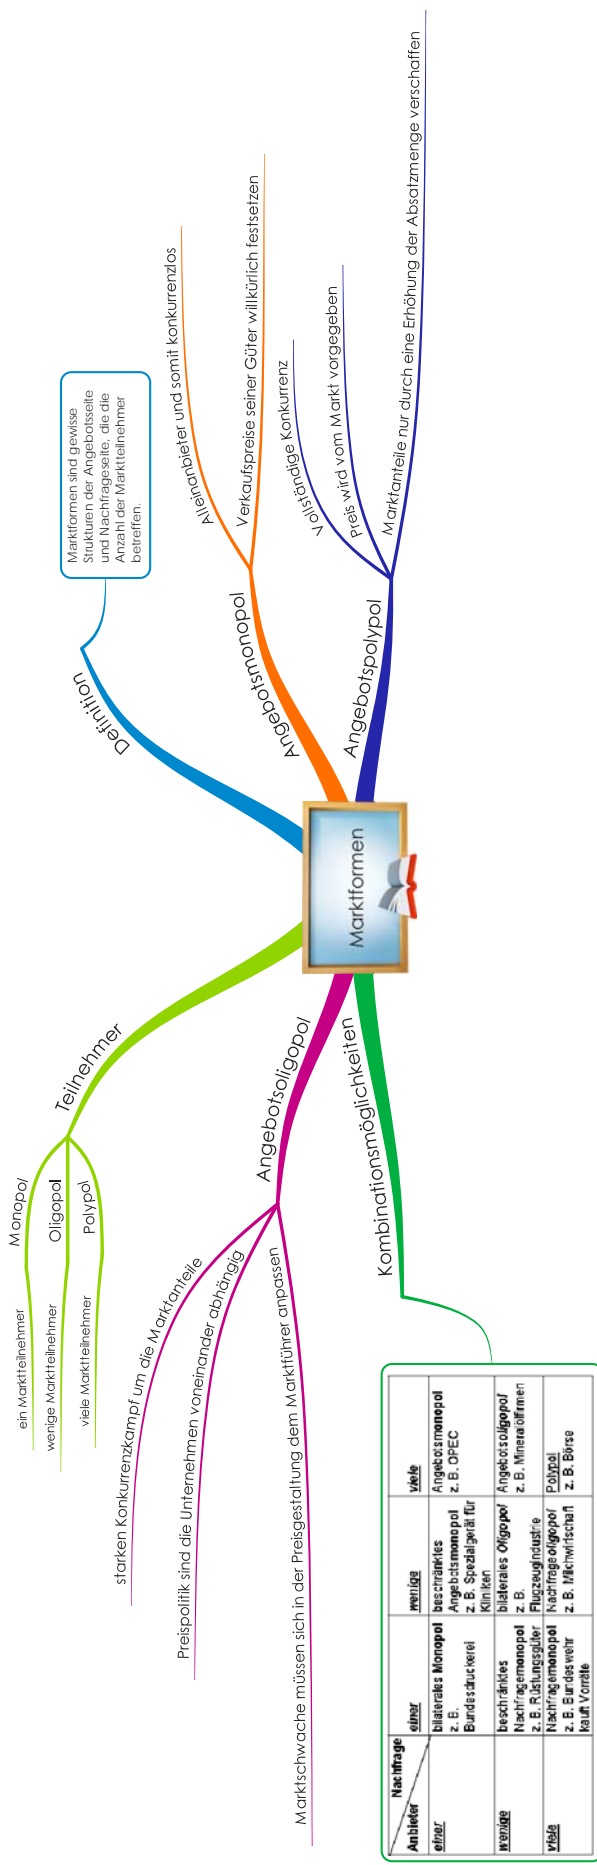 Marktformen
Definition
Marktformen sind gewisse
Strukturen der Angebotsseite
und Nachfrageseite, die die
Anzahl der Marktteilnehmer
betreffen.
Angebotsmonopol
Alleinanbieter und somit konkurrenzlos
Verkaufspreise seiner Güter willkürlich festsetzen
Angebotspolypol
Vollständige Konkurrenz
Preis wird vom Markt vorgegeben
Marktanteile nur durch eine Erhöhung der Absatzmenge verschaffen
Teilnehmer
Monopol
ein Marktteilnehmer
Oligopol
wenige Marktteilnehmer
Polypol
viele Marktteilnehmer
Angebotsoligopol
starken Konkurrenzkampf um die Marktanteile
Preispolitik sind die Unternehmen voneinander abhängig
Marktschwache müssen sich in der Preisgestaltung dem Marktführer anpassen
Kombinationsmöglichkeiten
Nachfrage
Anbieter
einer
wenige
viele
einer
bilaterales Monopol
z. B.
Bundesdruckerei
beschränktes
Angebotsmonopol
z. B. Spezialgerät für
Kliniken
Angebotsmonopol
z. B. OPEC
wenige
beschränktes
Nachfragemonopol
z. B. Rüstungsgüter
bilaterales Oligopol
z. B.
Flugzeugindustrie
Angebotsoligopol
z. B. Mineralölfirmen
viele
Nachfragemonopol
z. B. Bundeswehr
kauft Vorräte
Nachfrageoligopol
z. B. Milchwirtschaft
Polypol
z. B. Börse